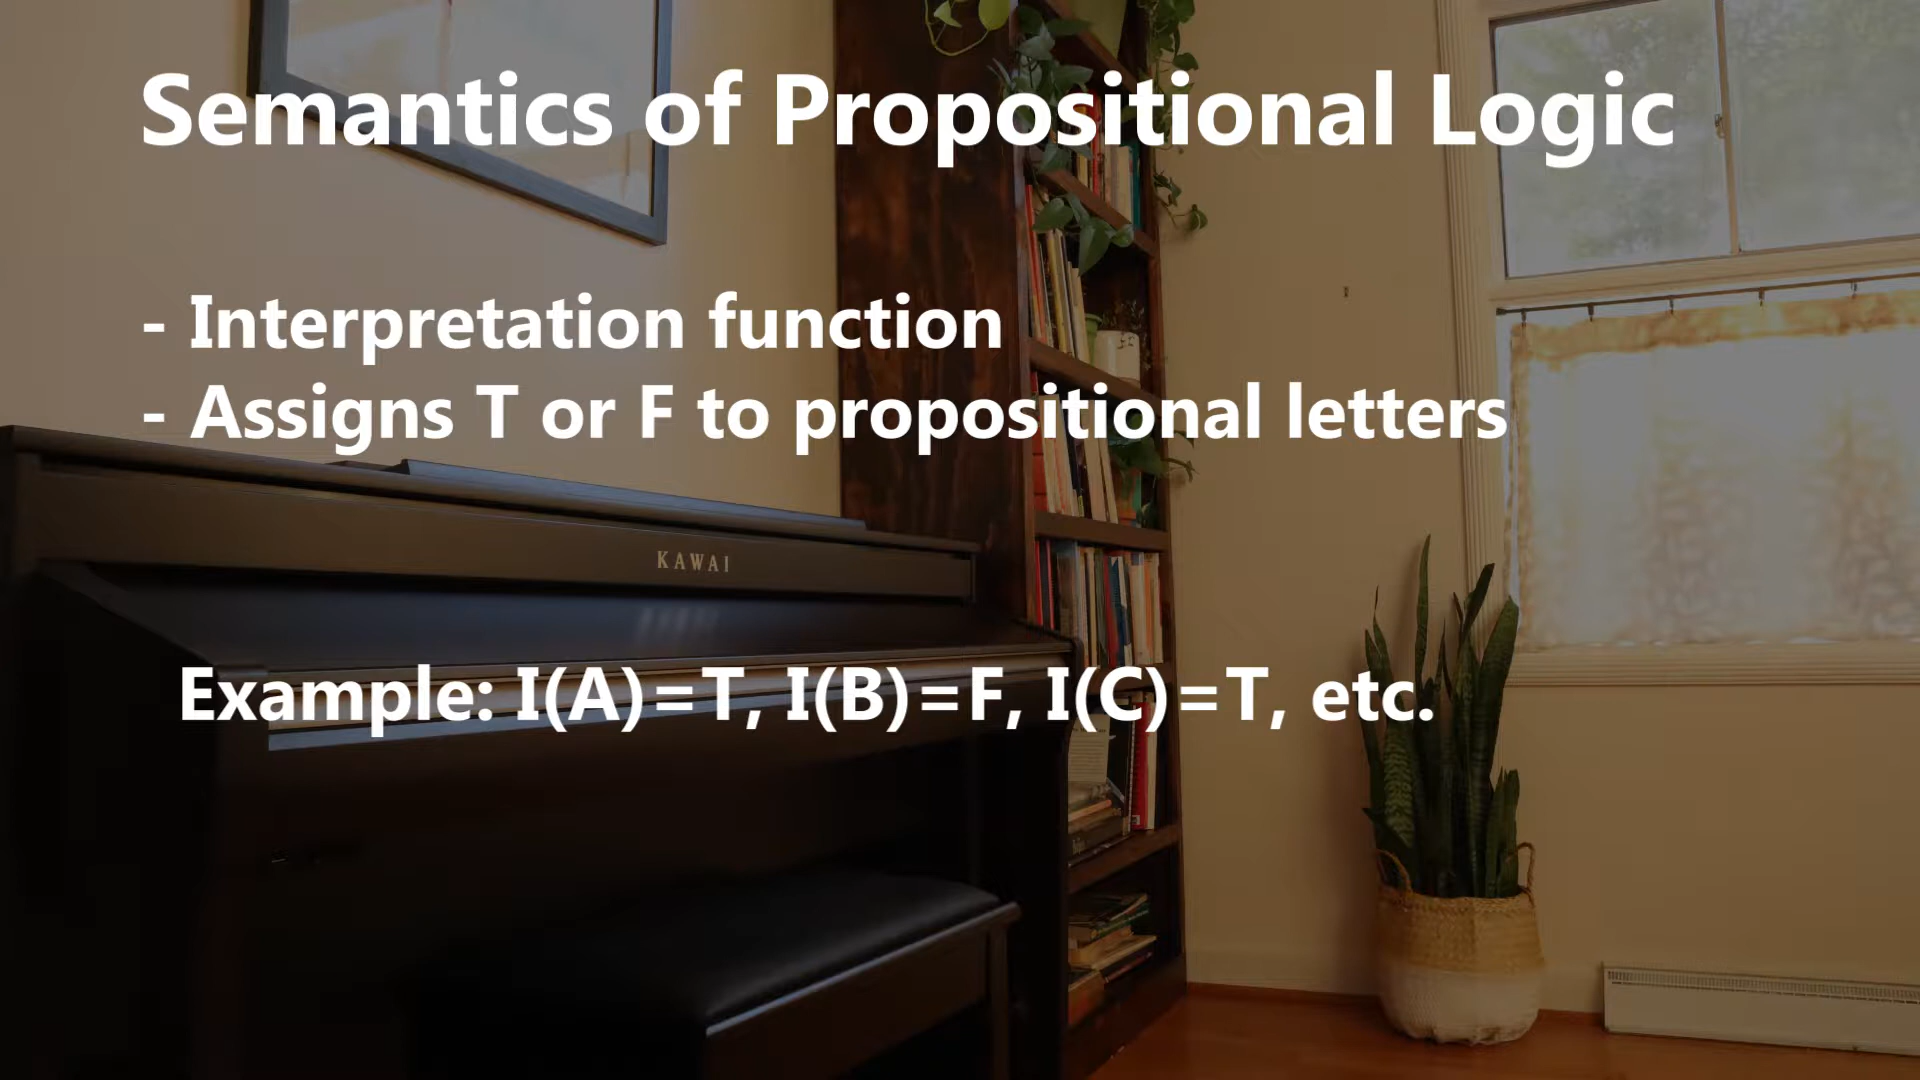 Semantics of Propositional Logic
- Interpretation function
- Assigns T or F to propositional letters
KAWAI
Example: I(A)=T, I(B)=F, I(C)=T, etc.